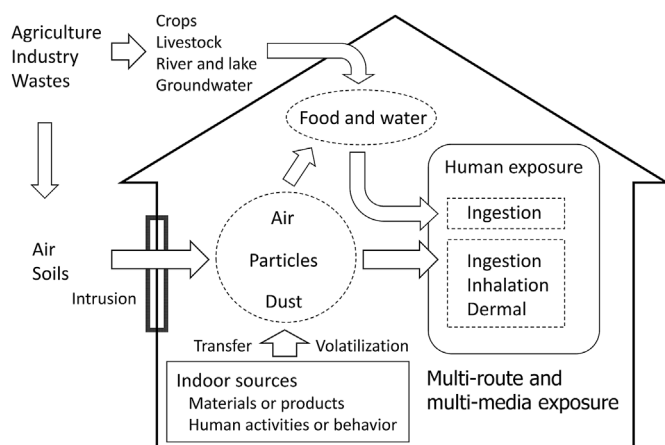 Agriculture
Industry
Wastes
Crops
Livestock
River and lake
Groundwater
Food and water
Human exposure
Ingestion
Air
Particles
Dust
Ingestion
Inhalation
Dermal
Air
Soils
Intrusion
Transfer
Volatilization
Indoor sources
Materials or products
Human activities or behavior
Multi-route and
multi-media exposure